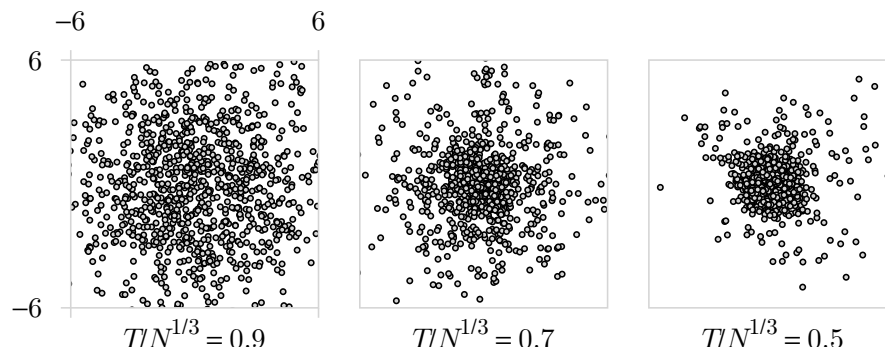 −6 6
6
−6
T/N^{1/3} = 0.9 T/N^{1/3} = 0.7 T/N^{1/3} = 0.5